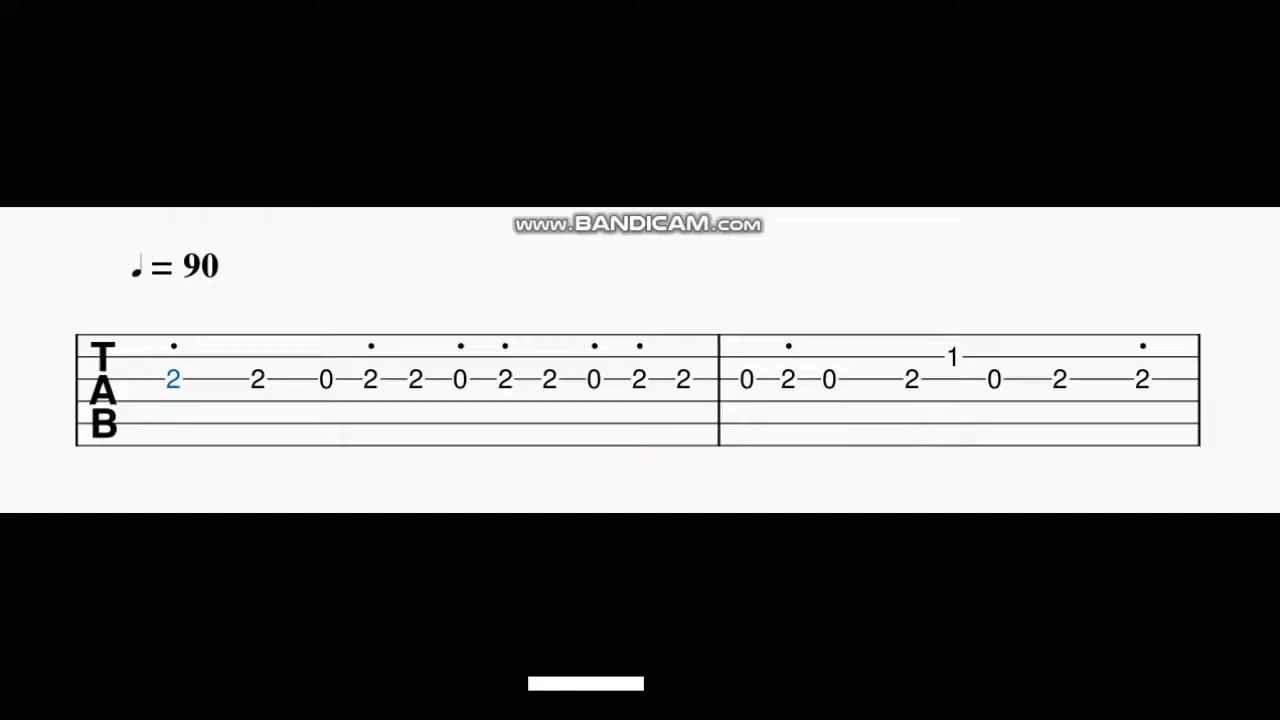 www.BANDICAM.com
♩ = 90
1
T
A 2 2 0 2 2 0 2 2 0 2 2 0 2 0 2 0 2 2
B